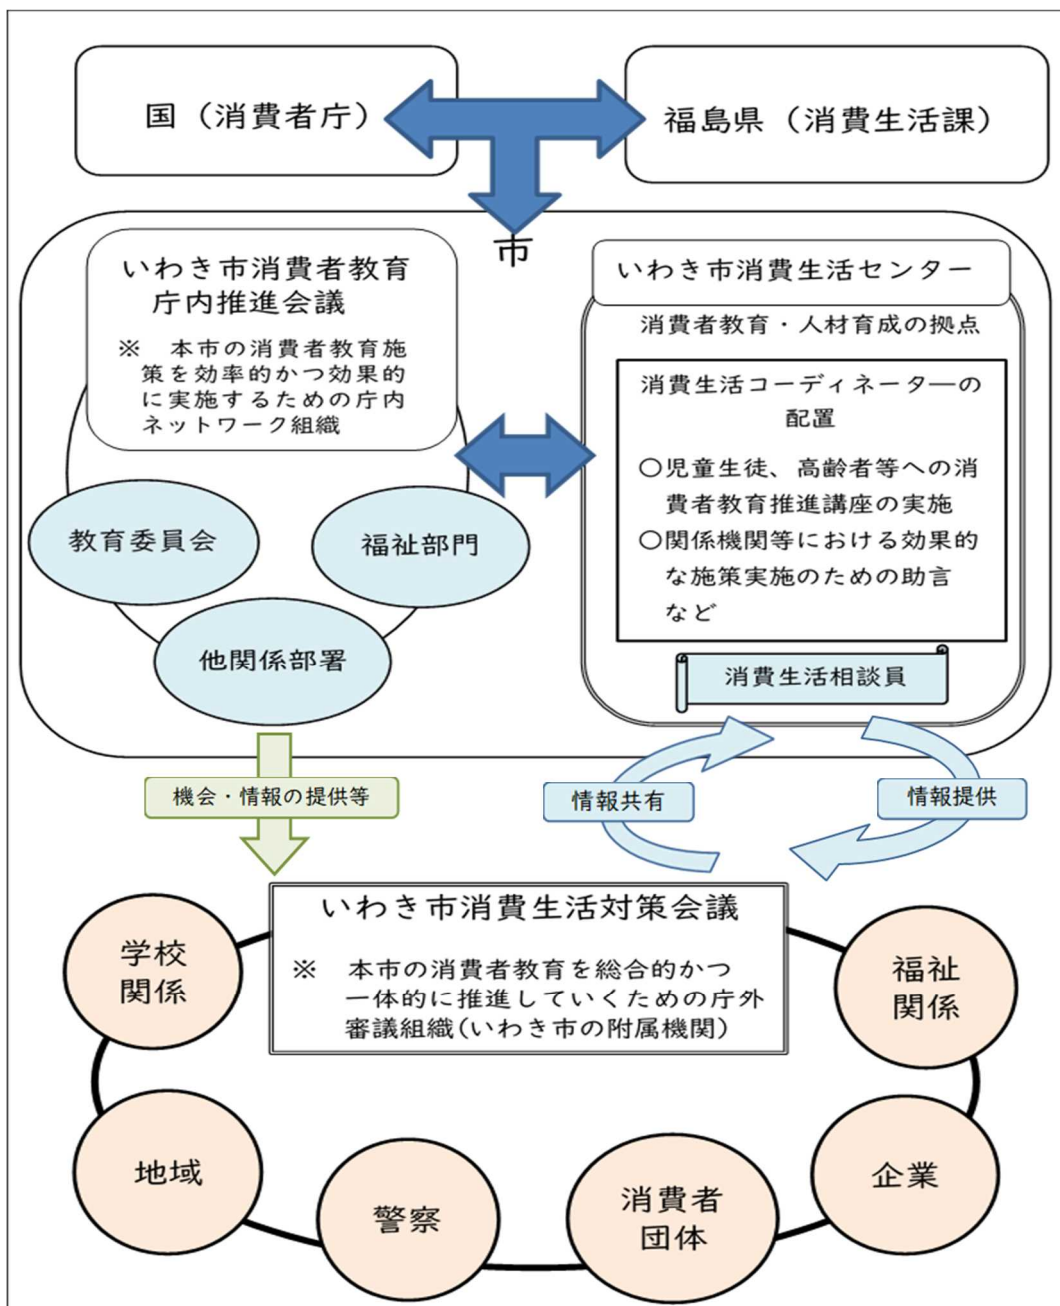 国（消費者庁）
福島県（消費生活課）
市
いわき市消費者教育
庁内推進会議
※　本市の消費者教育施
策を効率的かつ効果的
に実施するための庁内
ネットワーク組織
教育委員会
福祉部門
他関係部署
いわき市消費生活センター
消費者教育・人材育成の拠点
消費生活コーディネータ―の
配置
○児童生徒、高齢者等への消
費者教育推進講座の実施
○関係機関等における効果的
な施策実施のための助言
など
消費生活相談員
機会・情報の提供等
情報共有
情報提供
いわき市消費生活対策会議
※　本市の消費者教育を総合的かつ
一体的に推進していくための庁外
審議組織(いわき市の附属機関)
学校
関係
福祉
関係
地域
警察
消費者
団体
企業